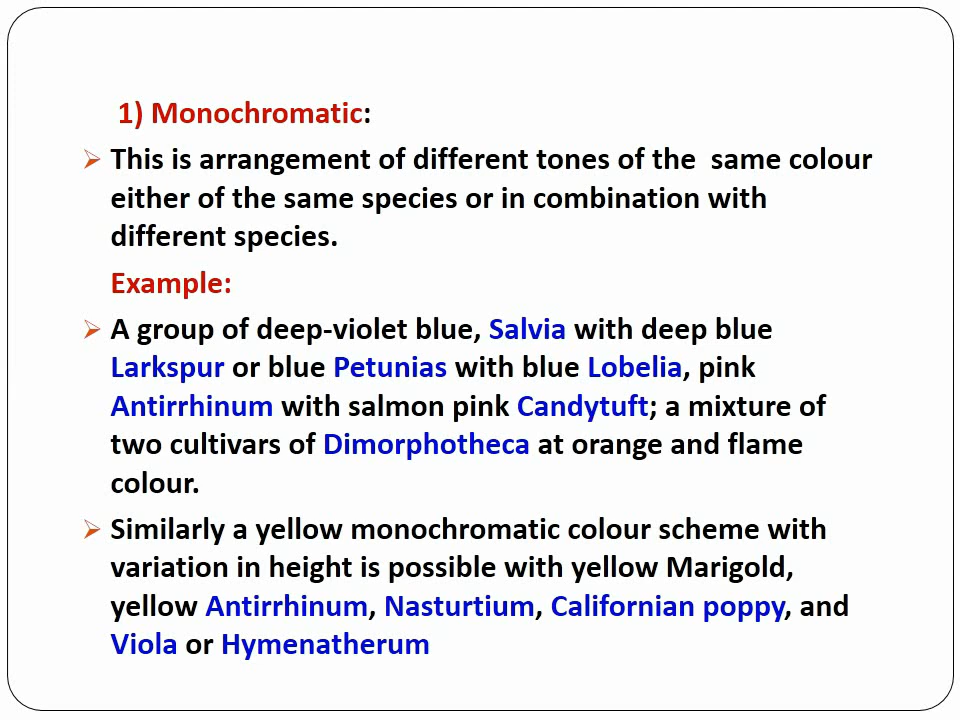 1) Monochromatic:
This is arrangement of different tones of the same colour
either of the same species or in combination with
different species.
Example:
A group of deep-violet blue, Salvia with deep blue
Larkspur or blue Petunias with blue Lobelia, pink
Antirrhinum with salmon pink Candytuft; a mixture of
two cultivars of Dimorphotheca at orange and flame
colour.
Similarly a yellow monochromatic colour scheme with
variation in height is possible with yellow Marigold,
yellow Antirrhinum, Nasturtium, Californian poppy, and
Viola or Hymenatherum